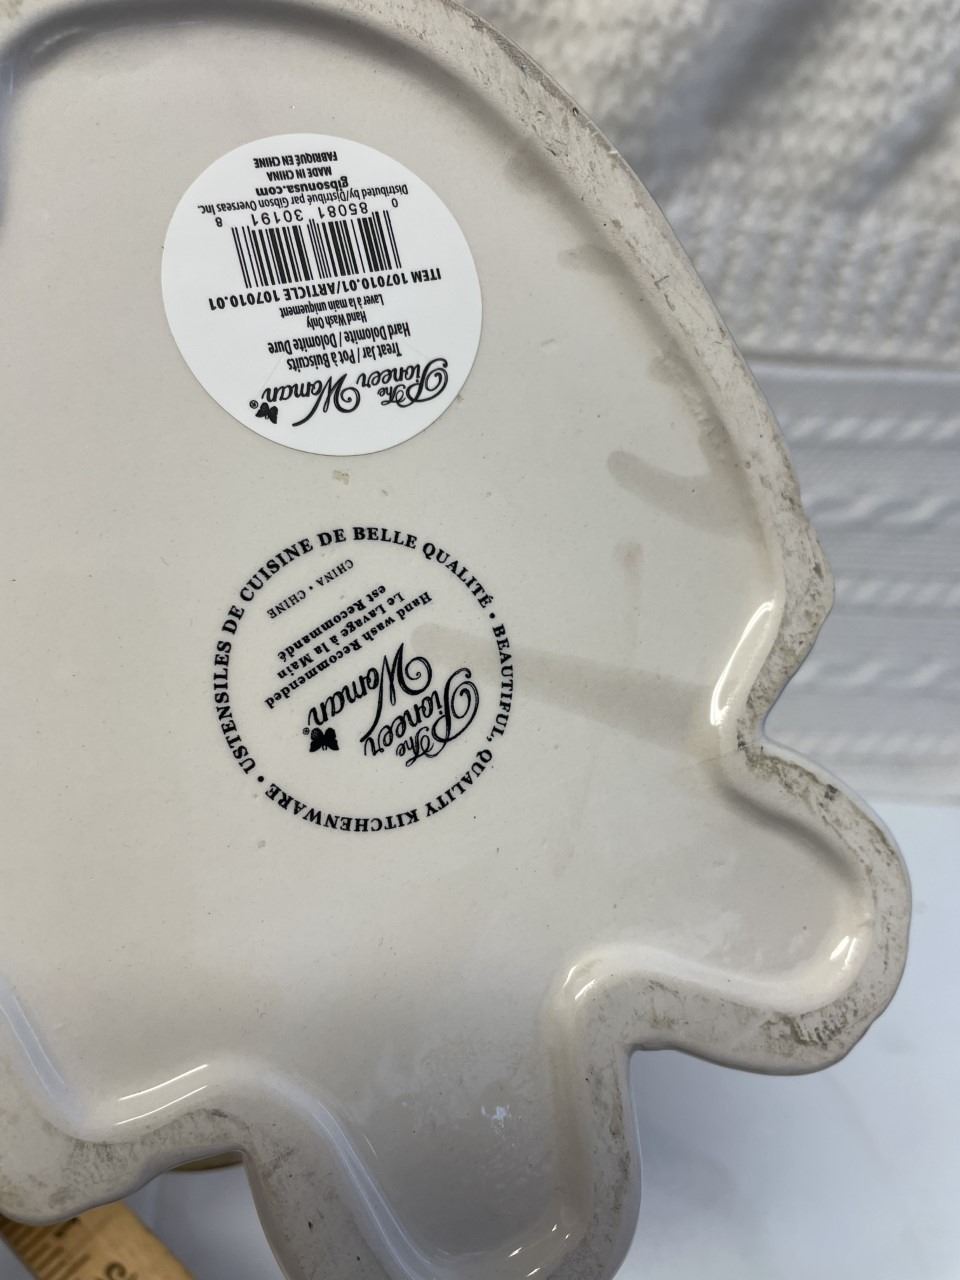 The
Pioneer Woman®
Treat Jar / Pot à Buiscuits
Hard Dolomite / Dolomite Dure
Hand Wash Only
Laver à la main uniquement
ITEM 107010.01/ARTICLE 107010.01
0 85081 30191 8
Distributed by/Distribué par Gibson Overseas Inc.
gibsonusa.com
MADE IN CHINA
FABRIQUÉ EN CHINE
BEAUTIFUL, QUALITY KITCHENWARE • USTENSILES DE CUISINE DE BELLE QUALITÉ •
The
Pioneer
Woman®
Hand wash Recommended
Le Lavage à la Main
est Recommandé
CHINA • CHINE